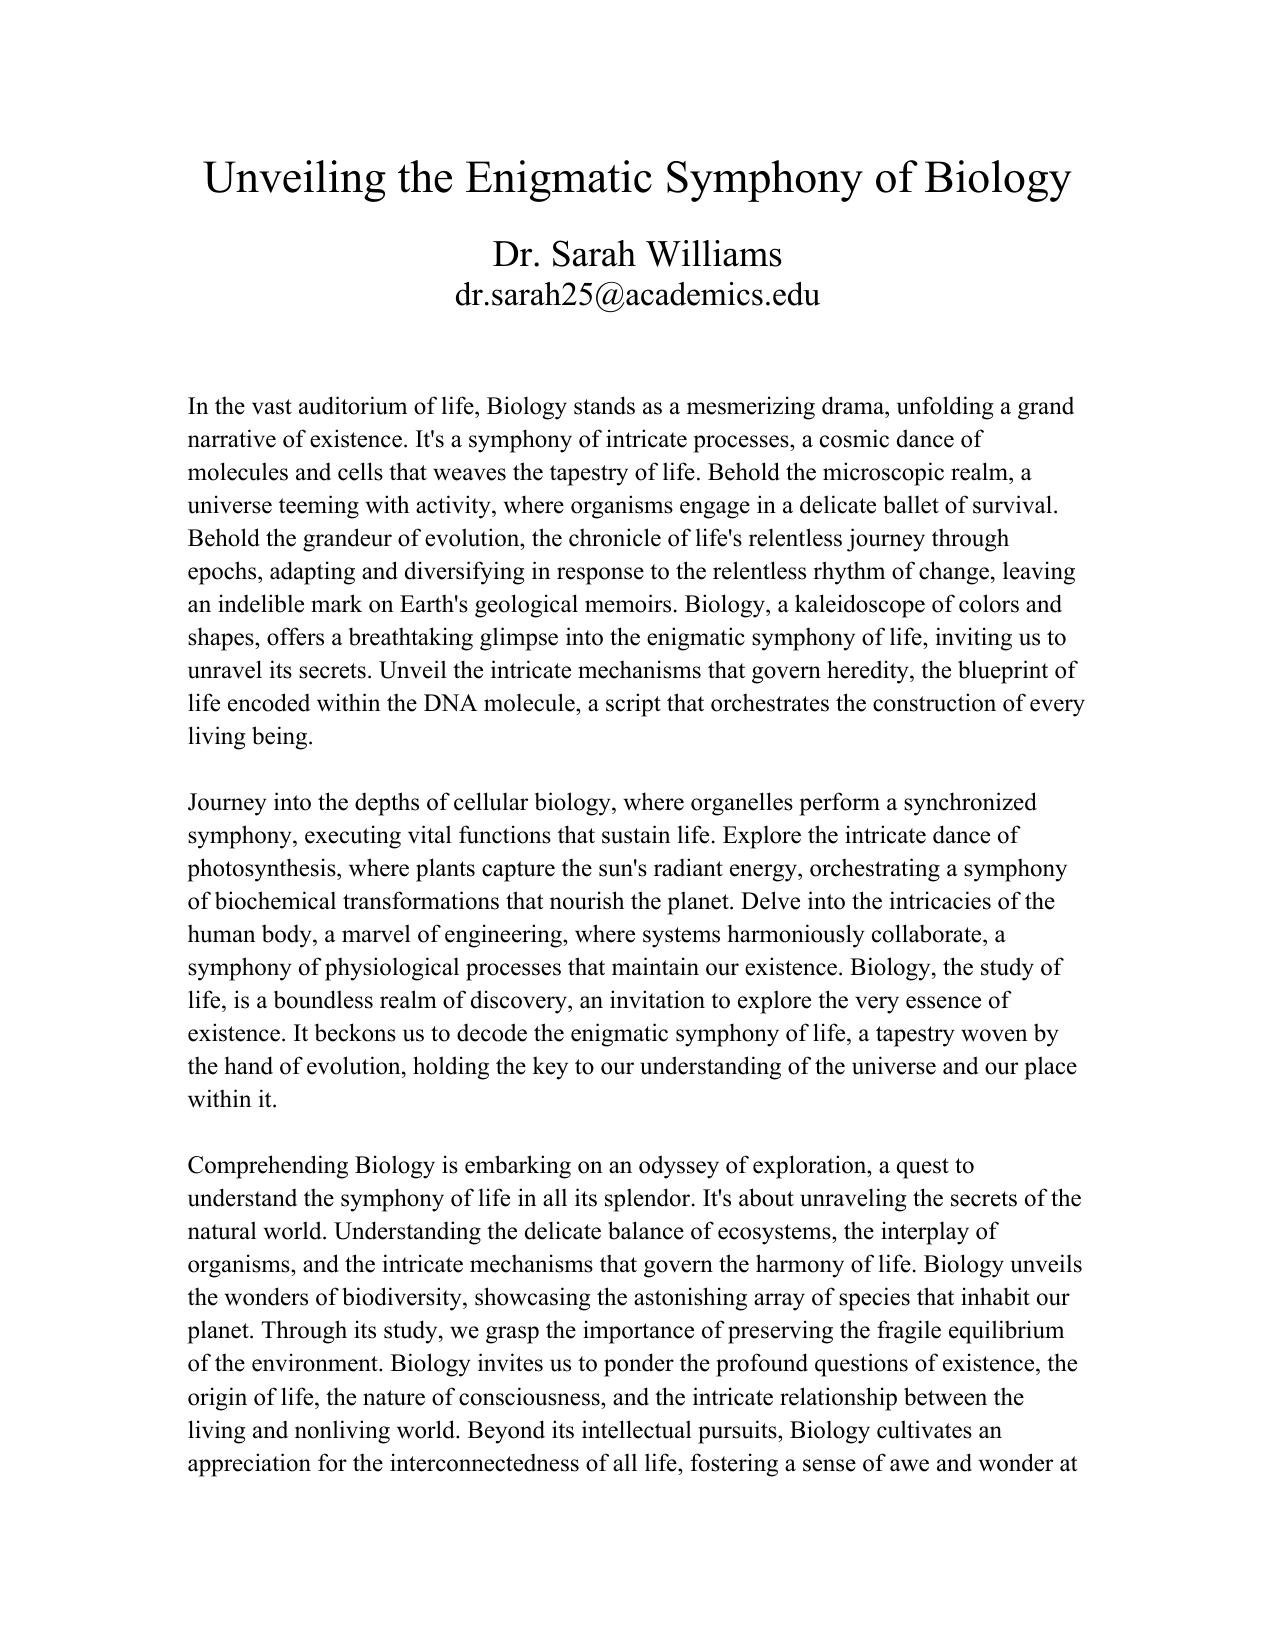 Unveiling the Enigmatic Symphony of Biology
Dr. Sarah Williams
dr.sarah25@academics.edu
In the vast auditorium of life, Biology stands as a mesmerizing drama, unfolding a grand
narrative of existence. It's a symphony of intricate processes, a cosmic dance of
molecules and cells that weaves the tapestry of life. Behold the microscopic realm, a
universe teeming with activity, where organisms engage in a delicate ballet of survival.
Behold the grandeur of evolution, the chronicle of life's relentless journey through
epochs, adapting and diversifying in response to the relentless rhythm of change, leaving
an indelible mark on Earth's geological memoirs. Biology, a kaleidoscope of colors and
shapes, offers a breathtaking glimpse into the enigmatic symphony of life, inviting us to
unravel its secrets. Unveil the intricate mechanisms that govern heredity, the blueprint of
life encoded within the DNA molecule, a script that orchestrates the construction of every
living being.
Journey into the depths of cellular biology, where organelles perform a synchronized
symphony, executing vital functions that sustain life. Explore the intricate dance of
photosynthesis, where plants capture the sun's radiant energy, orchestrating a symphony
of biochemical transformations that nourish the planet. Delve into the intricacies of the
human body, a marvel of engineering, where systems harmoniously collaborate, a
symphony of physiological processes that maintain our existence. Biology, the study of
life, is a boundless realm of discovery, an invitation to explore the very essence of
existence. It beckons us to decode the enigmatic symphony of life, a tapestry woven by
the hand of evolution, holding the key to our understanding of the universe and our place
within it.
Comprehending Biology is embarking on an odyssey of exploration, a quest to
understand the symphony of life in all its splendor. It's about unraveling the secrets of the
natural world. Understanding the delicate balance of ecosystems, the interplay of
organisms, and the intricate mechanisms that govern the harmony of life. Biology unveils
the wonders of biodiversity, showcasing the astonishing array of species that inhabit our
planet. Through its study, we grasp the importance of preserving the fragile equilibrium
of the environment. Biology invites us to ponder the profound questions of existence, the
origin of life, the nature of consciousness, and the intricate relationship between the
living and nonliving world. Beyond its intellectual pursuits, Biology cultivates an
appreciation for the interconnectedness of all life, fostering a sense of awe and wonder at